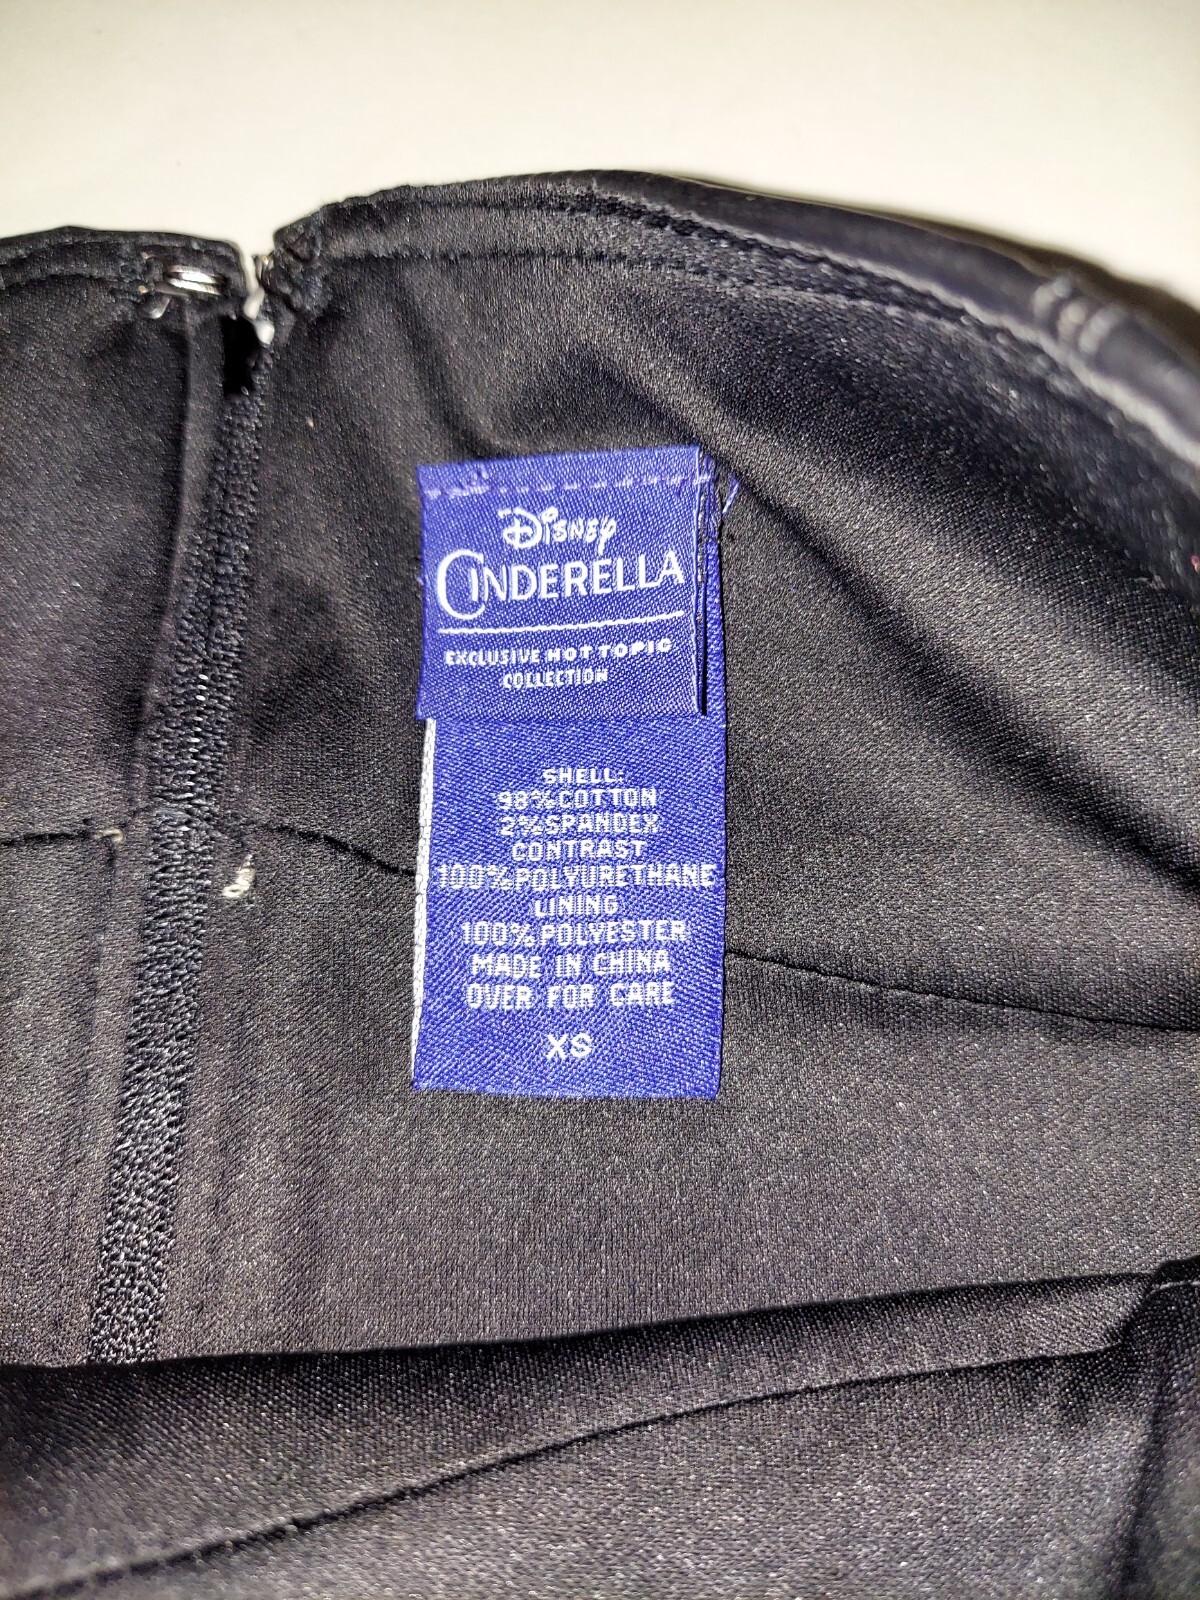 Disney
CINDERELLA
EXCLUSIVE HOT TOPIC
COLLECTION
SHELL:
98%COTTON
2%SPANDEX
CONTRAST
100%POLYURETHANE
LINING
100%POLYESTER
MADE IN CHINA
OVER FOR CARE
XS